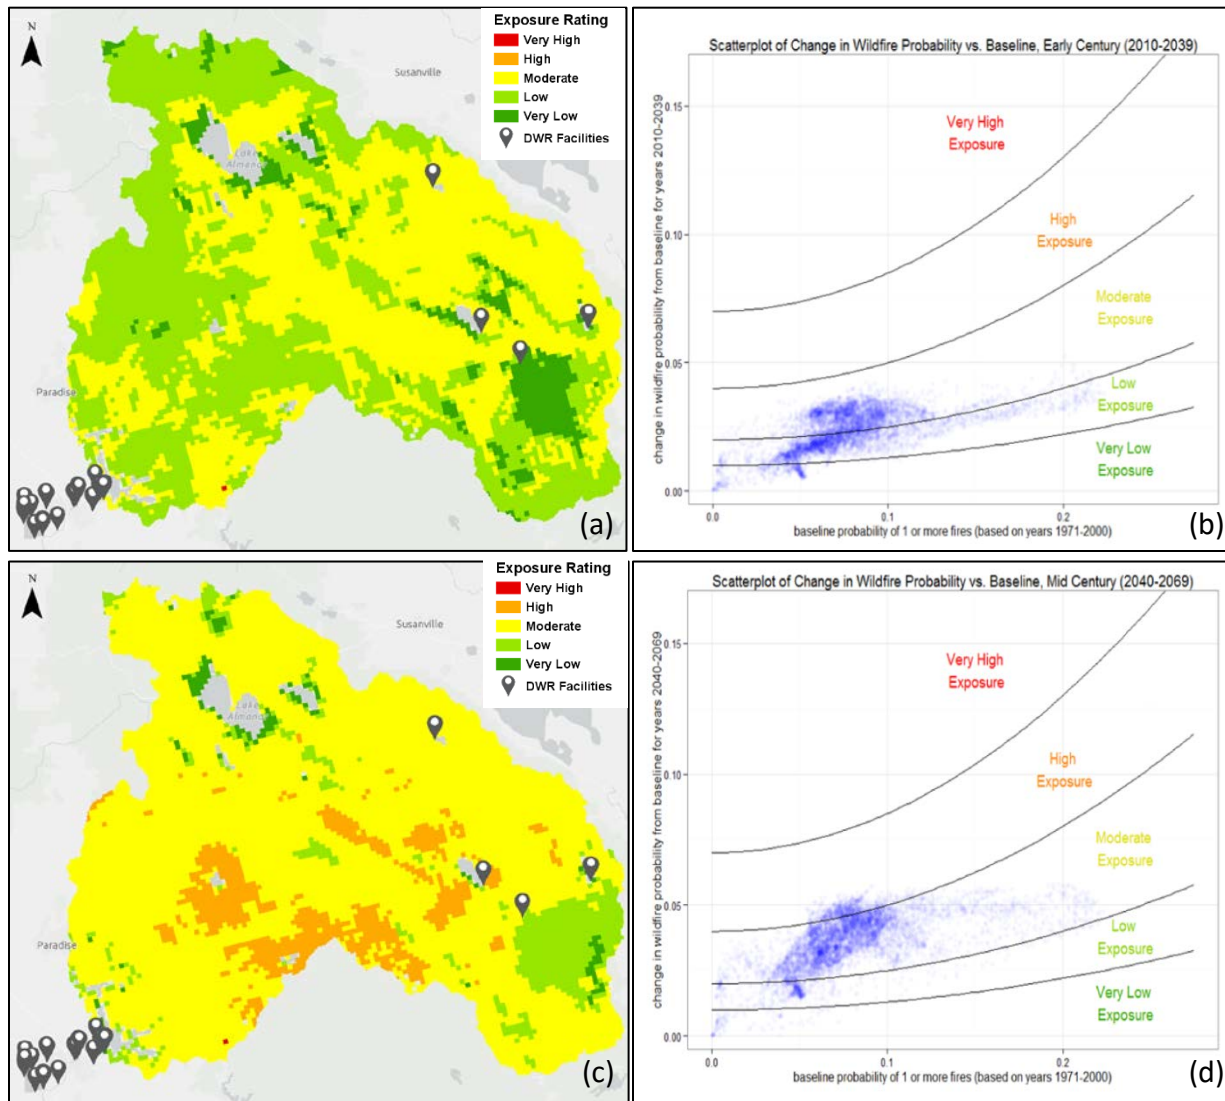 N
Susanville
Lake
Almanor
Paradise
Exposure Rating
Very High
High
Moderate
Low
Very Low
DWR Facilities
(a)
Scatterplot of Change in Wildfire Probability vs. Baseline, Early Century (2010-2039)
change in wildfire probability from baseline for years 2010-2039
0.15
0.10
0.05
0.00
Very High
Exposure
High
Exposure
Moderate
Exposure
Low
Exposure
Very Low
Exposure
0.0
0.1
0.2
baseline probability of 1 or more fires (based on years 1971-2000)
(b)
N
Susanville
Lake
Almanor
Paradise
Exposure Rating
Very High
High
Moderate
Low
Very Low
DWR Facilities
(c)
Scatterplot of Change in Wildfire Probability vs. Baseline, Mid Century (2040-2069)
change in wildfire probability from baseline for years 2040-2069
0.15
0.10
0.05
0.00
Very High
Exposure
High
Exposure
Moderate
Exposure
Low
Exposure
Very Low
Exposure
0.0
0.1
0.2
baseline probability of 1 or more fires (based on years 1971-2000)
(d)